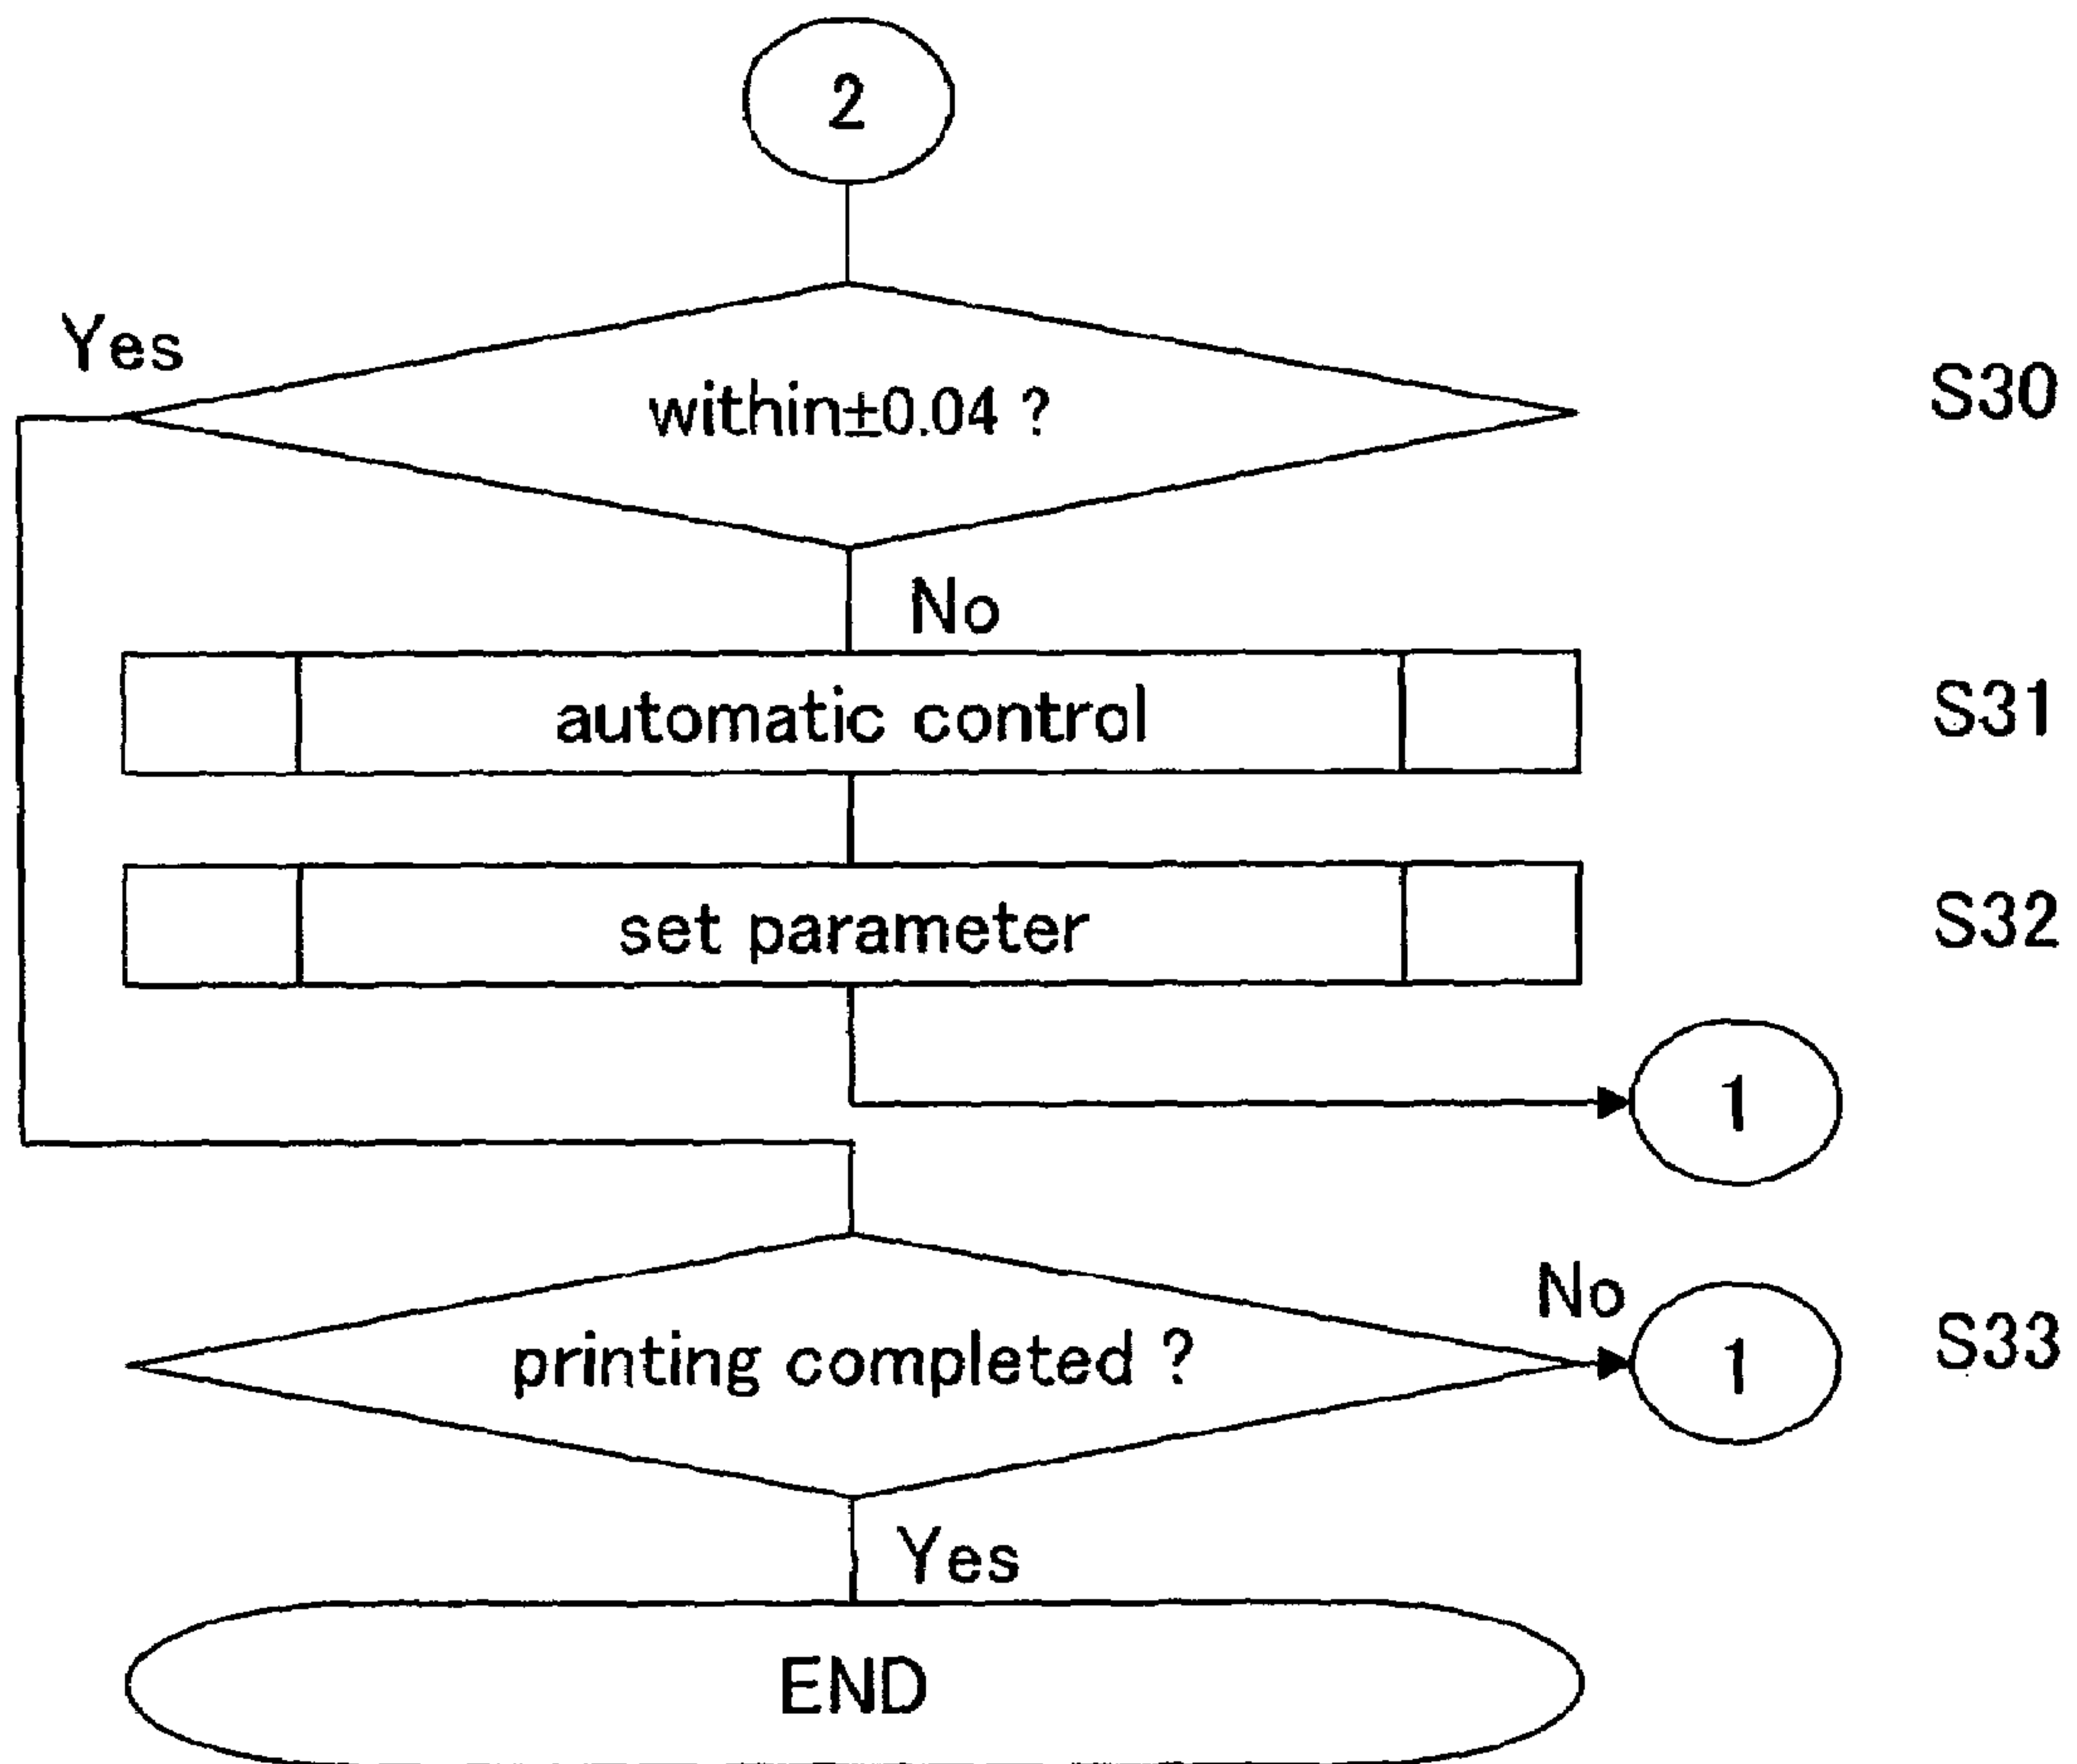 2
Yes
within±0.04 ?
S30
No
automatic control
S31
set parameter
S32
1
No
printing completed ?
1
S33
Yes
END